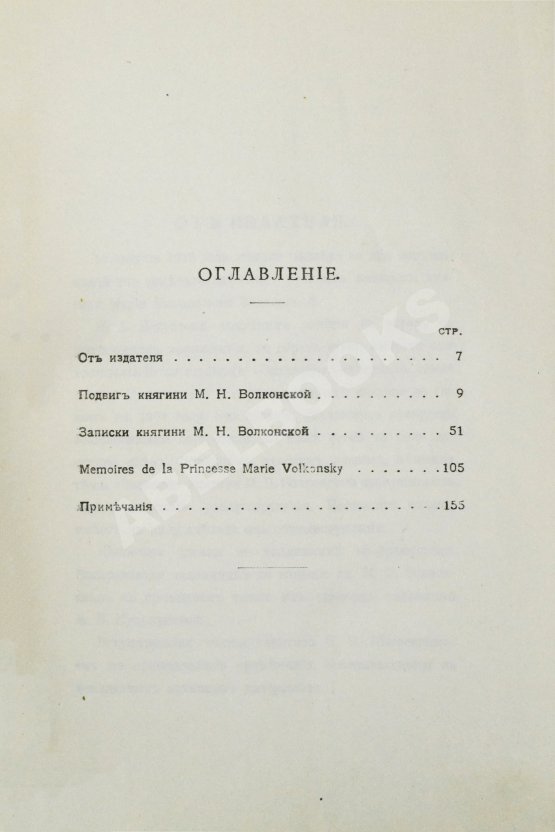 ОГЛАВЛЕНІЕ.
СТР.
Отъ издателя . . . . . . . . . . . . . . . . . . . . . 7
Подвигъ княгини М. Н. Волконской . . . . . . . . . . 9
Записки княгини М. Н. Волконской . . . . . . . . . . 51
Memoires de la Princesse Marie Volkonsky . . . . . . . 105
Примѣчанія . . . . . . . . . . . . . . . . . . . . . 155
ABELBOOKS